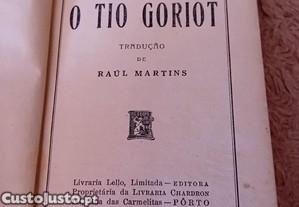 O TIO GORIOT
TRADUÇÃO
DE
RAÚL MARTINS
Livraria Lello, Limitada — EDITORA
Proprietária da LIVRARIA CHARDRON
das Carmelitas — PÔRTO
Custojusto.pt